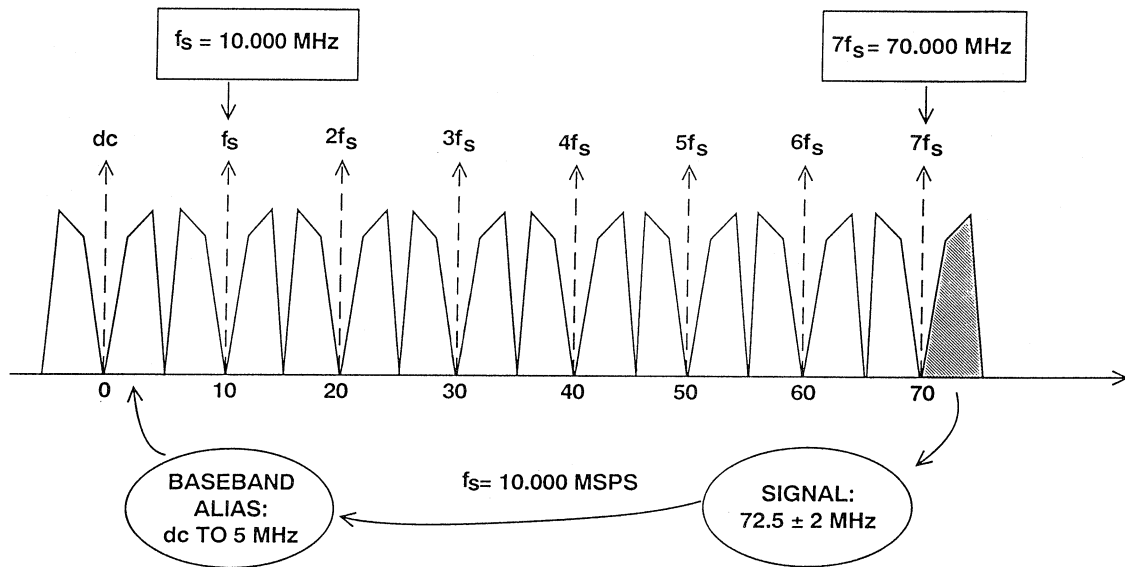 fS = 10.000 MHz
7fS = 70.000 MHz
dc
fS
2fS
3fS
4fS
5fS
6fS
7fS
0
10
20
30
40
50
60
70
BASEBAND
ALIAS:
dc TO 5 MHz
fS= 10.000 MSPS
SIGNAL:
72.5 ± 2 MHz